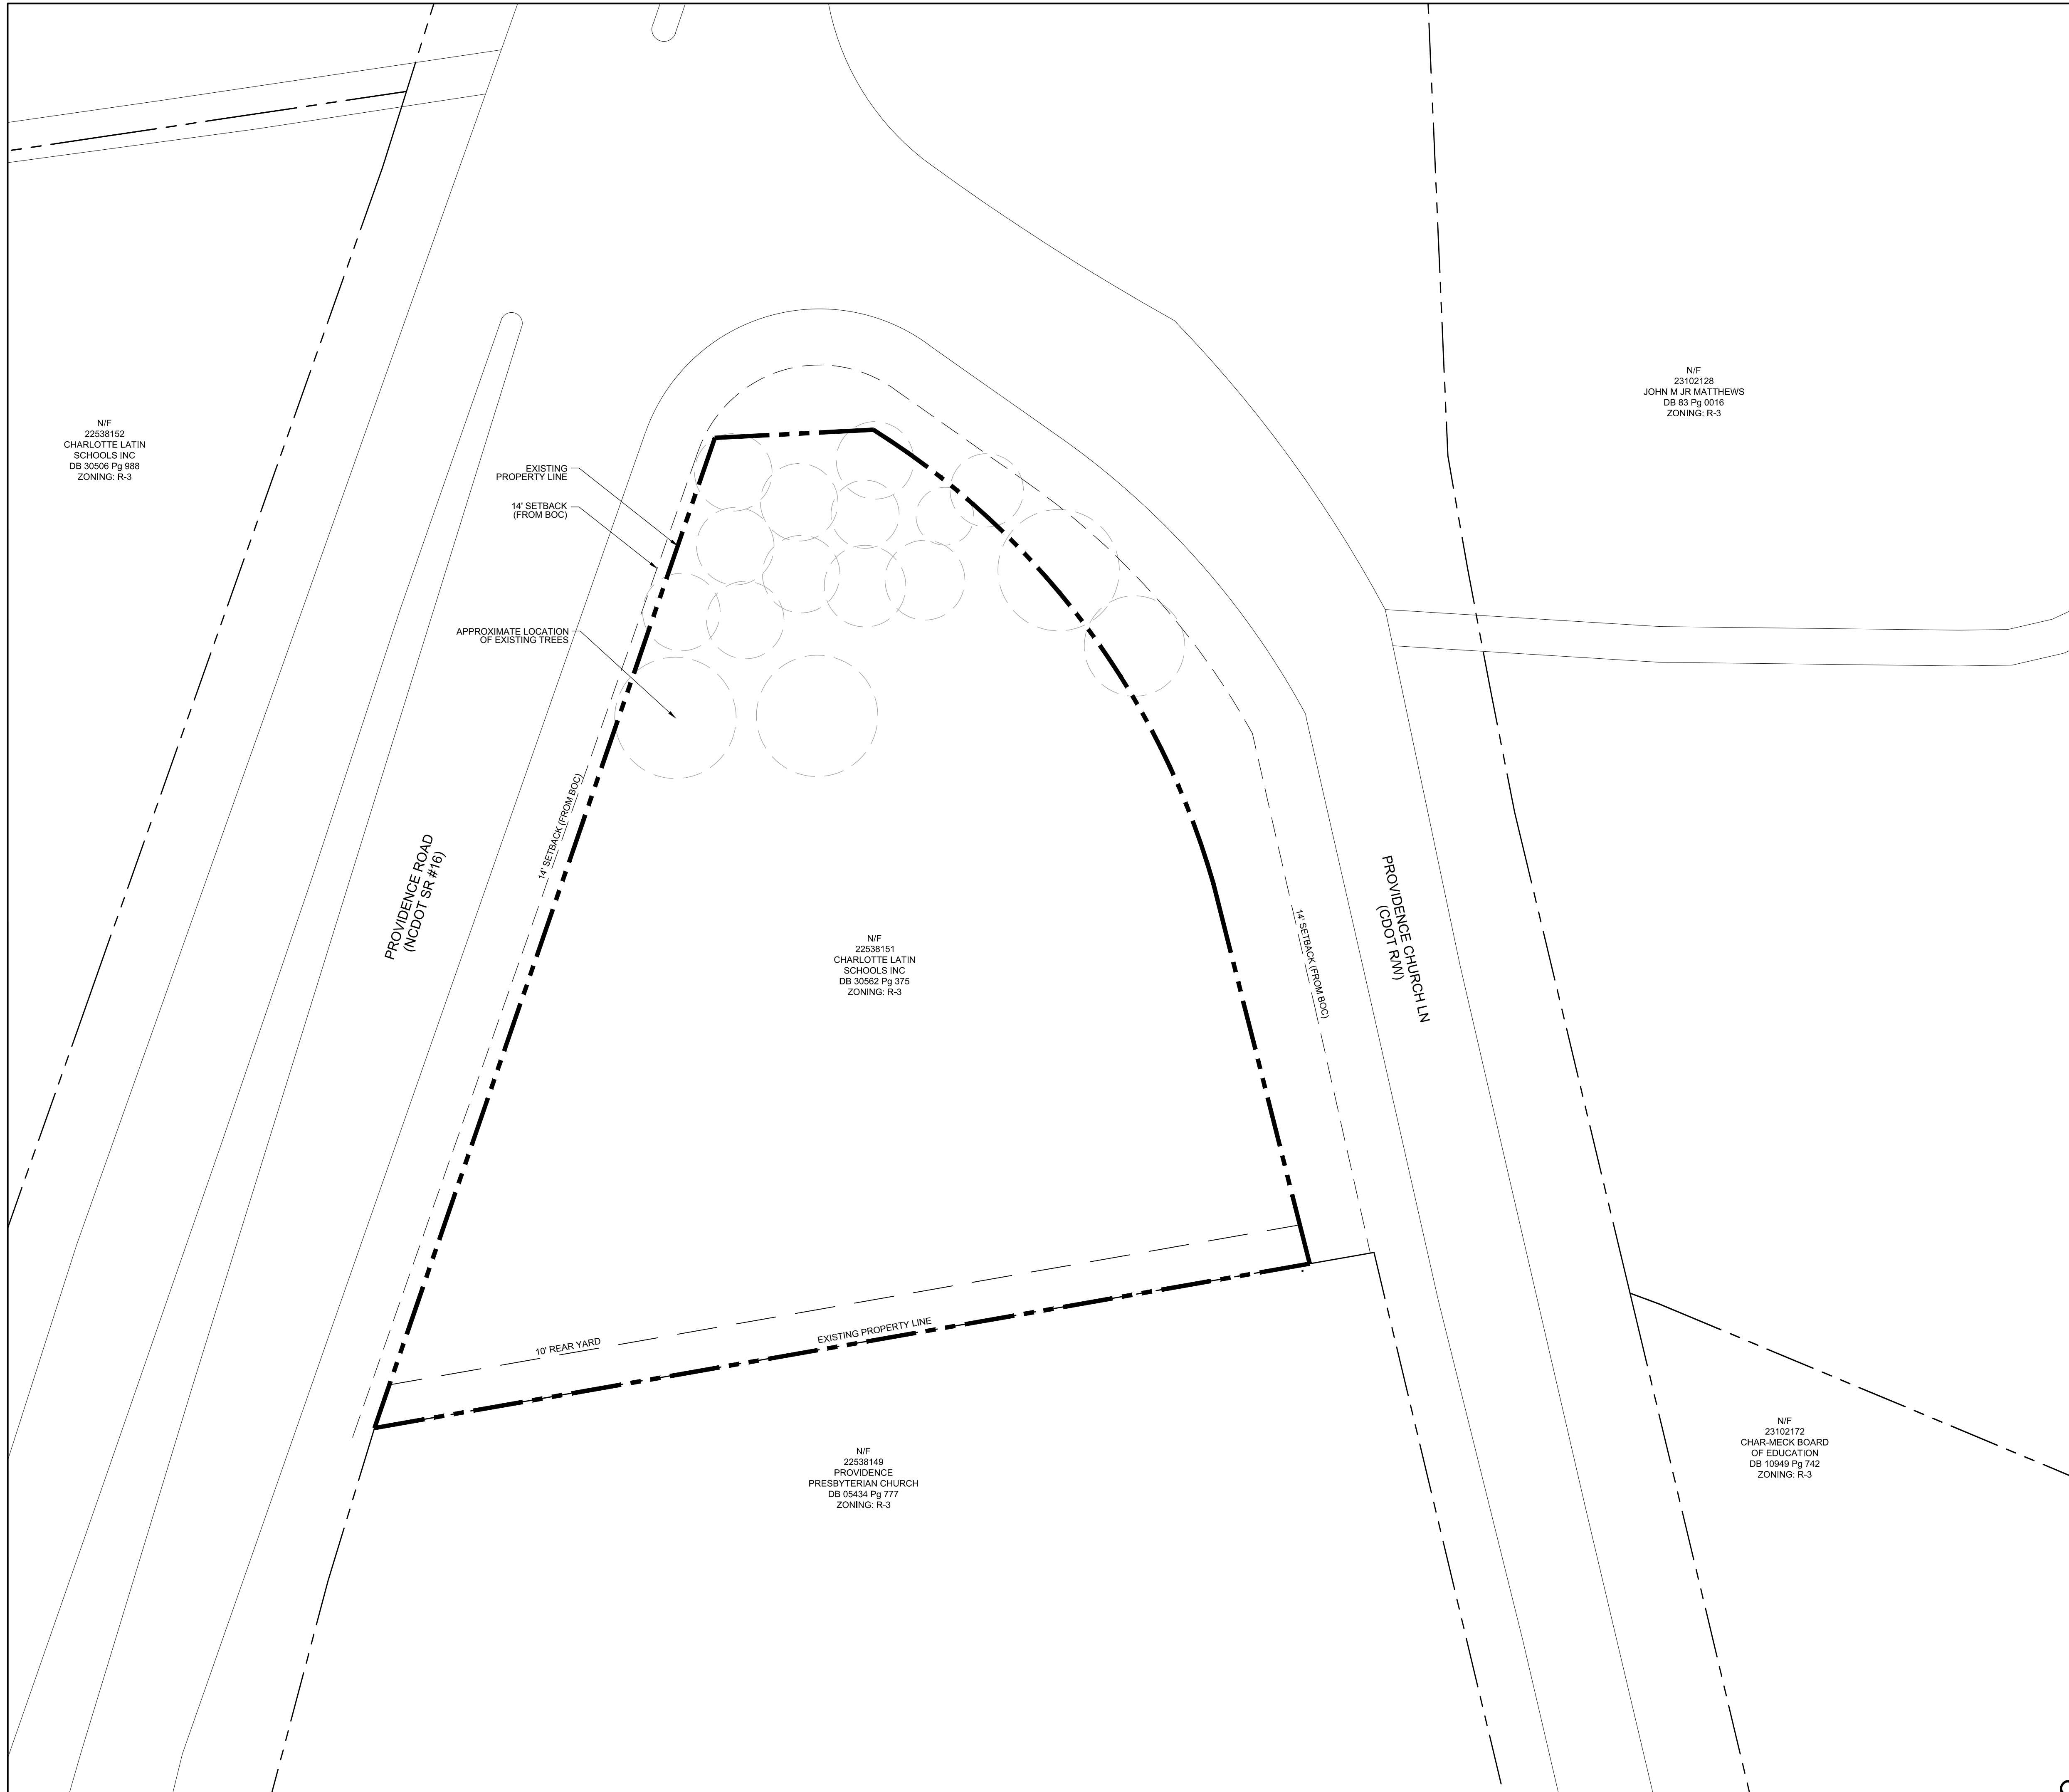 N/F
23102128
JOHN M JR MATTHEWS
DB 83 Pg 0016
ZONING: R-3
N/F
22538152
CHARLOTTE LATIN
SCHOOLS INC
DB 30506 Pg 988
ZONING: R-3
EXISTING
PROPERTY LINE
14' SETBACK
(FROM BOC)
APPROXIMATE LOCATION
OF EXISTING TREES
14' SETBACK (FROM BOC)
PROVIDENCE ROAD
(NCDOT SR #16)
N/F
22538151
CHARLOTTE LATIN
SCHOOLS INC
DB 30562 Pg 375
ZONING: R-3
14' SETBACK (FROM BOC)
PROVIDENCE CHURCH LN
(CDOT R/W)
10' REAR YARD
EXISTING PROPERTY LINE
N/F
22538149
PROVIDENCE
PRESBYTERIAN CHURCH
DB 05434 Pg 777
ZONING: R-3
N/F
23102172
CHAR-MECK BOARD
OF EDUCATION
DB 10949 Pg 742
ZONING: R-3